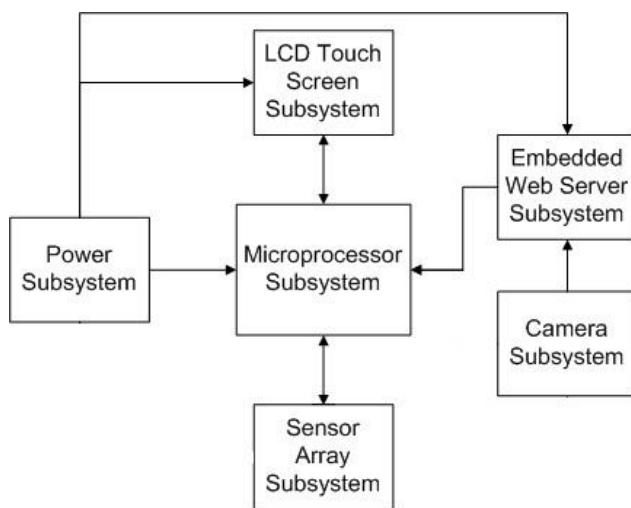 LCD Touch
Screen
Subsystem
Embedded
Web Server
Subsystem
Power
Subsystem
Microprocessor
Subsystem
Camera
Subsystem
Sensor
Array
Subsystem